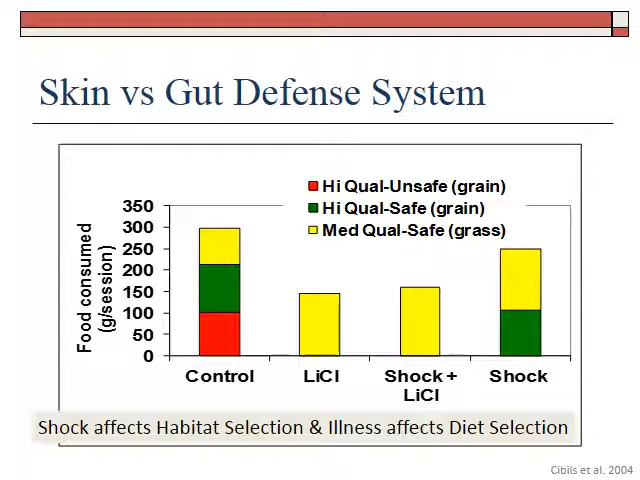 Skin vs Gut Defense System
Hi Qual-Unsafe (grain)
Hi Qual-Safe (grain)
Med Qual-Safe (grass)
Food consumed
(g/session)
350
300
250
200
150
100
50
0
Control
LiCl
Shock +
LiCl
Shock
Shock affects Habitat Selection & Illness affects Diet Selection
Cibils et al. 2004